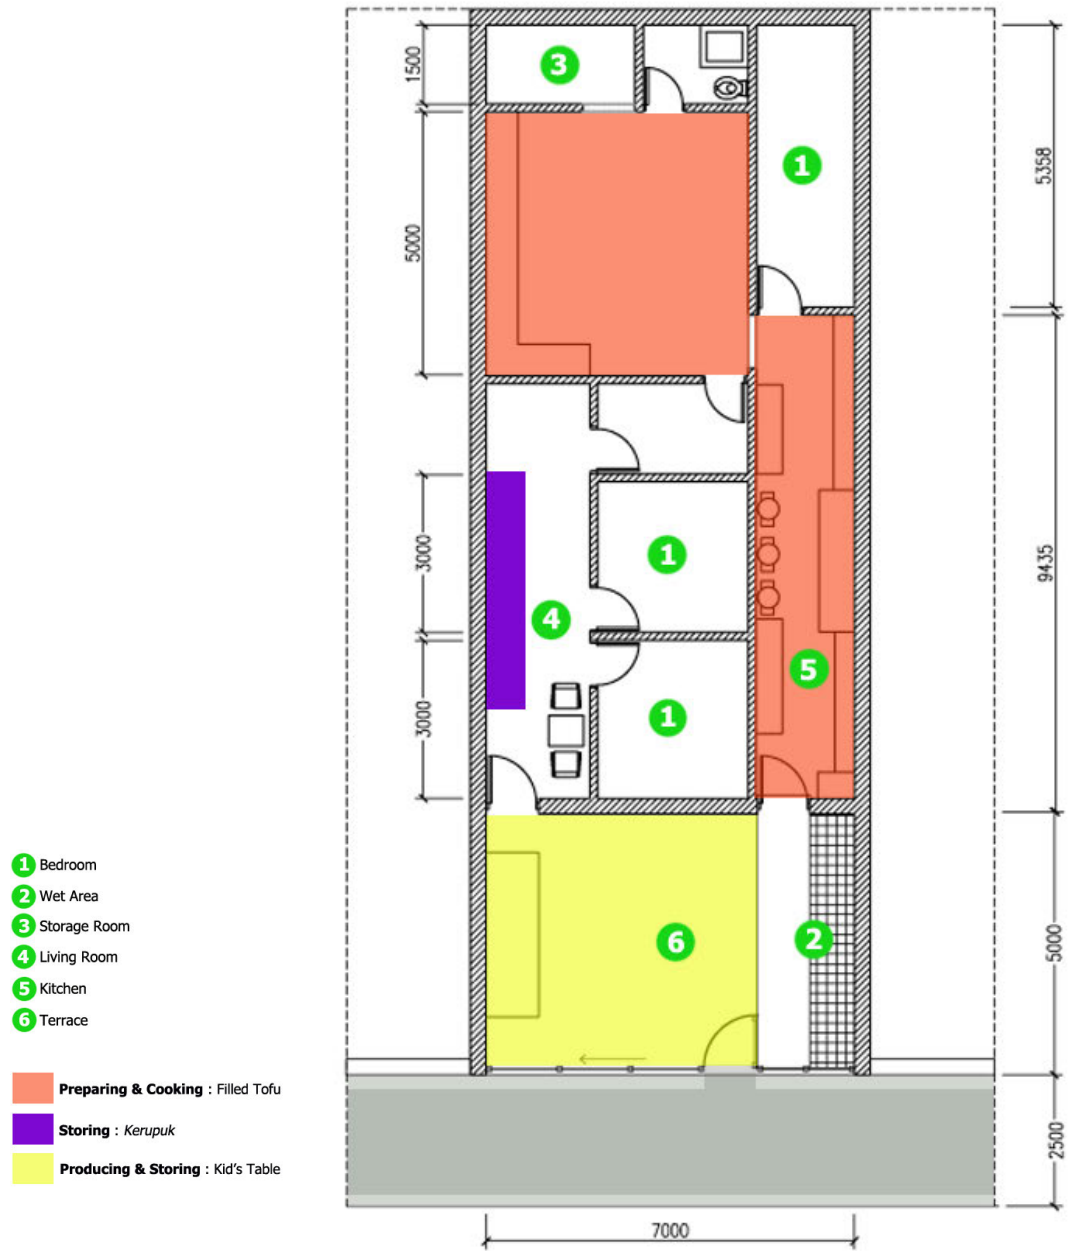 1500
3
1
5358
5000
1
3000
4
9435
5
1
3000
1 Bedroom
2 Wet Area
3 Storage Room
4 Living Room
5 Kitchen
6 Terrace
6
2
5000
Preparing & Cooking : Filled Tofu
Storing : Kerupuk
Producing & Storing : Kid's Table
2500
7000